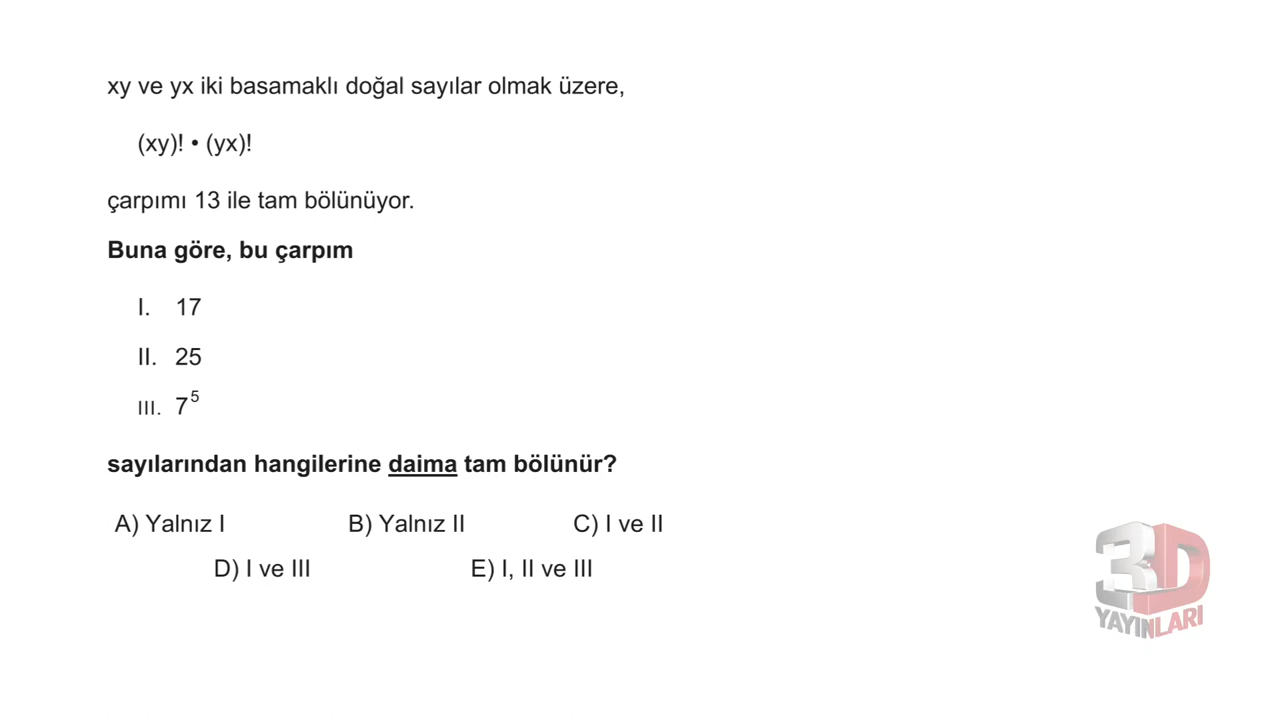 xy ve yx iki basamaklı doğal sayılar olmak üzere,
(xy)! • (yx)!
çarpımı 13 ile tam bölünüyor.
Buna göre, bu çarpım
I. 17
II. 25
III. 7⁵
sayılarından hangilerine daima tam bölünür?
A) Yalnız I B) Yalnız II C) I ve II
D) I ve III E) I, II ve III
3D
YAYINLARI